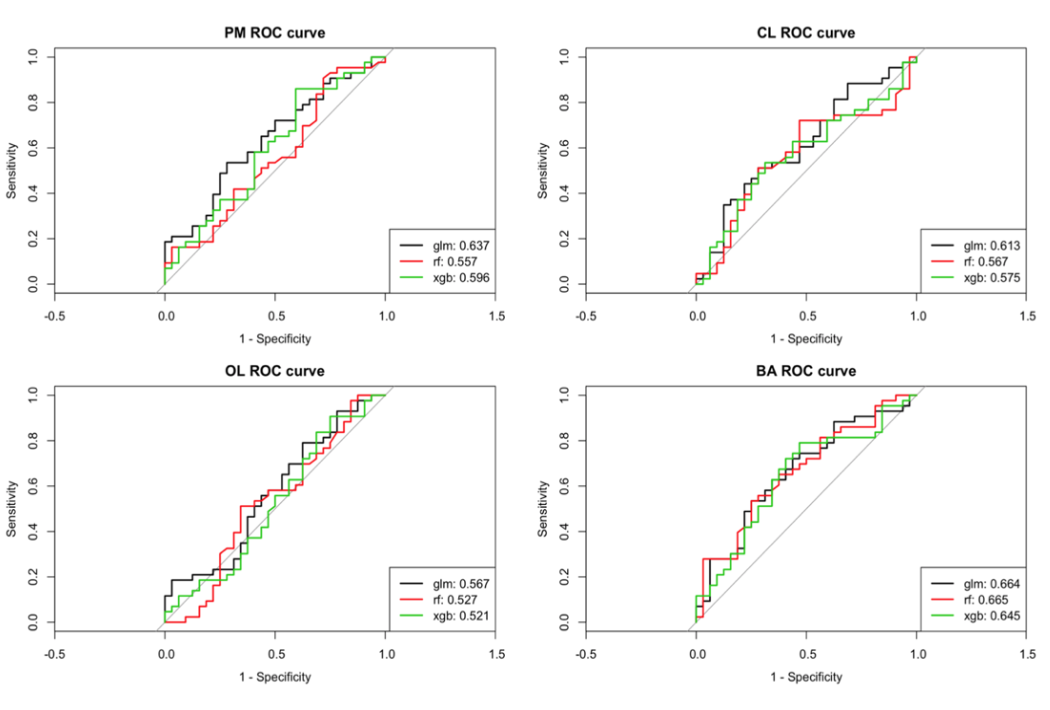 PM ROC curve
Sensitivity
0.0 0.2 0.4 0.6 0.8 1.0
glm: 0.637
rf: 0.557
xgb: 0.596
-0.5 0.0 0.5 1.0 1.5
1 - Specificity
CL ROC curve
Sensitivity
0.0 0.2 0.4 0.6 0.8 1.0
glm: 0.613
rf: 0.567
xgb: 0.575
-0.5 0.0 0.5 1.0 1.5
1 - Specificity
OL ROC curve
Sensitivity
0.0 0.2 0.4 0.6 0.8 1.0
glm: 0.567
rf: 0.527
xgb: 0.521
-0.5 0.0 0.5 1.0 1.5
1 - Specificity
BA ROC curve
Sensitivity
0.0 0.2 0.4 0.6 0.8 1.0
glm: 0.664
rf: 0.665
xgb: 0.645
-0.5 0.0 0.5 1.0 1.5
1 - Specificity